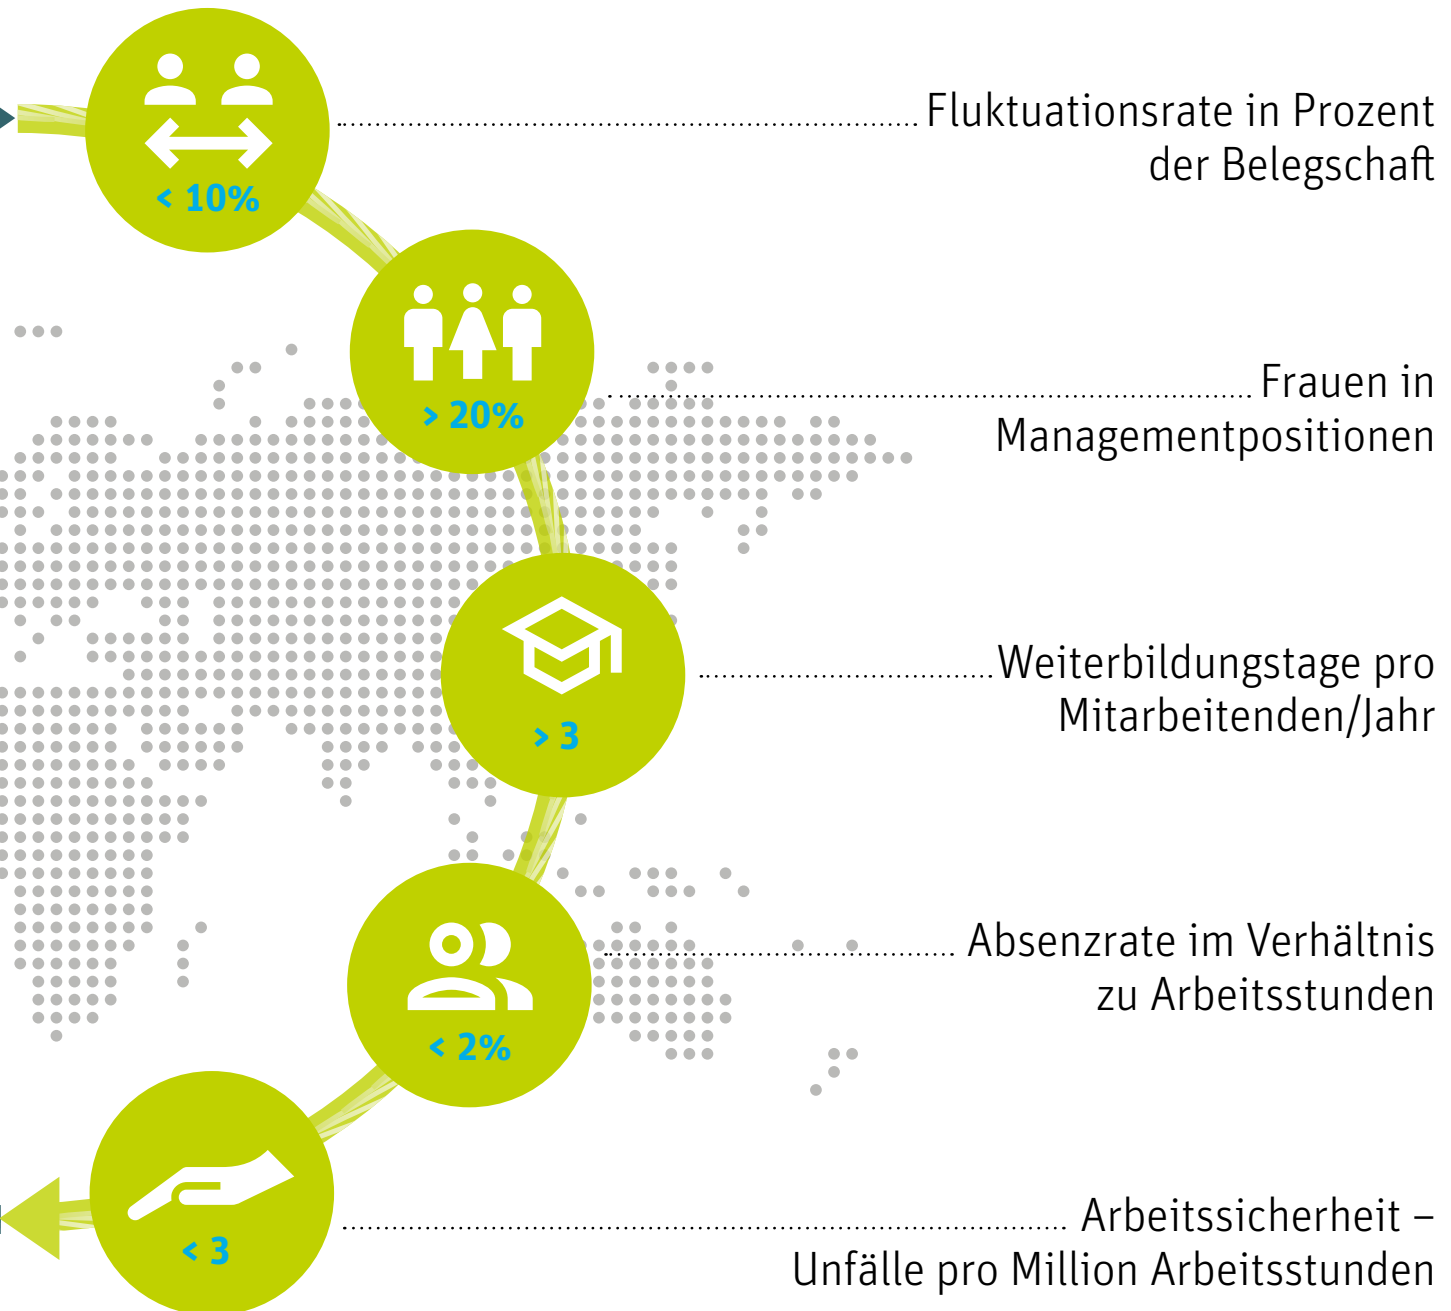 Fluktuationsrate in Prozent
der Belegschaft
< 10%
Frauen in
Managementpositionen
> 20%
Weiterbildungstage pro
Mitarbeitenden/Jahr
> 3
Absenzrate im Verhältnis
zu Arbeitsstunden
< 2%
Arbeitssicherheit –
Unfälle pro Million Arbeitsstunden
< 3